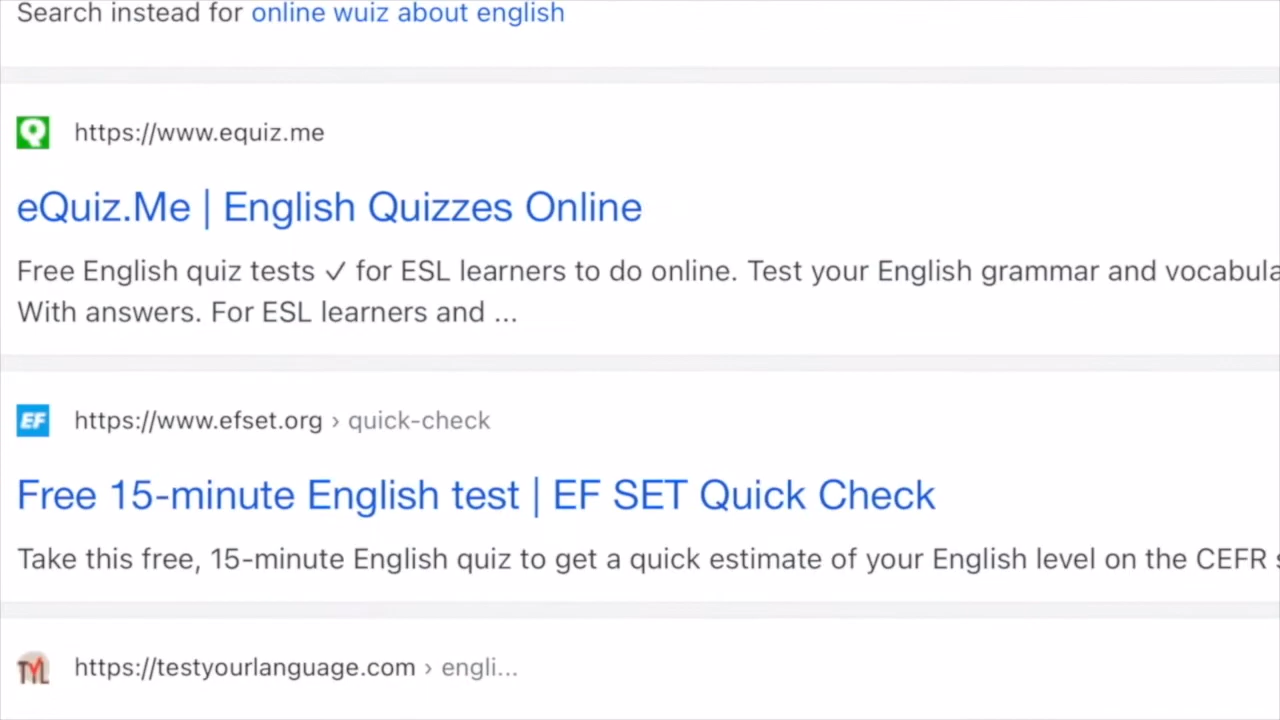 Search instead for online wuiz about english
https://www.equiz.me
eQuiz.Me | English Quizzes Online
Free English quiz tests ✓ for ESL learners to do online. Test your English grammar and
With answers. For ESL learners and ...
EF
https://www.efset.org › quick-check
Free 15-minute English test | EF SET Quick Check
Take this free, 15-minute English quiz to get a quick estimate of your English level on the CEFR
TYL
https://testyourlanguage.com › engli...